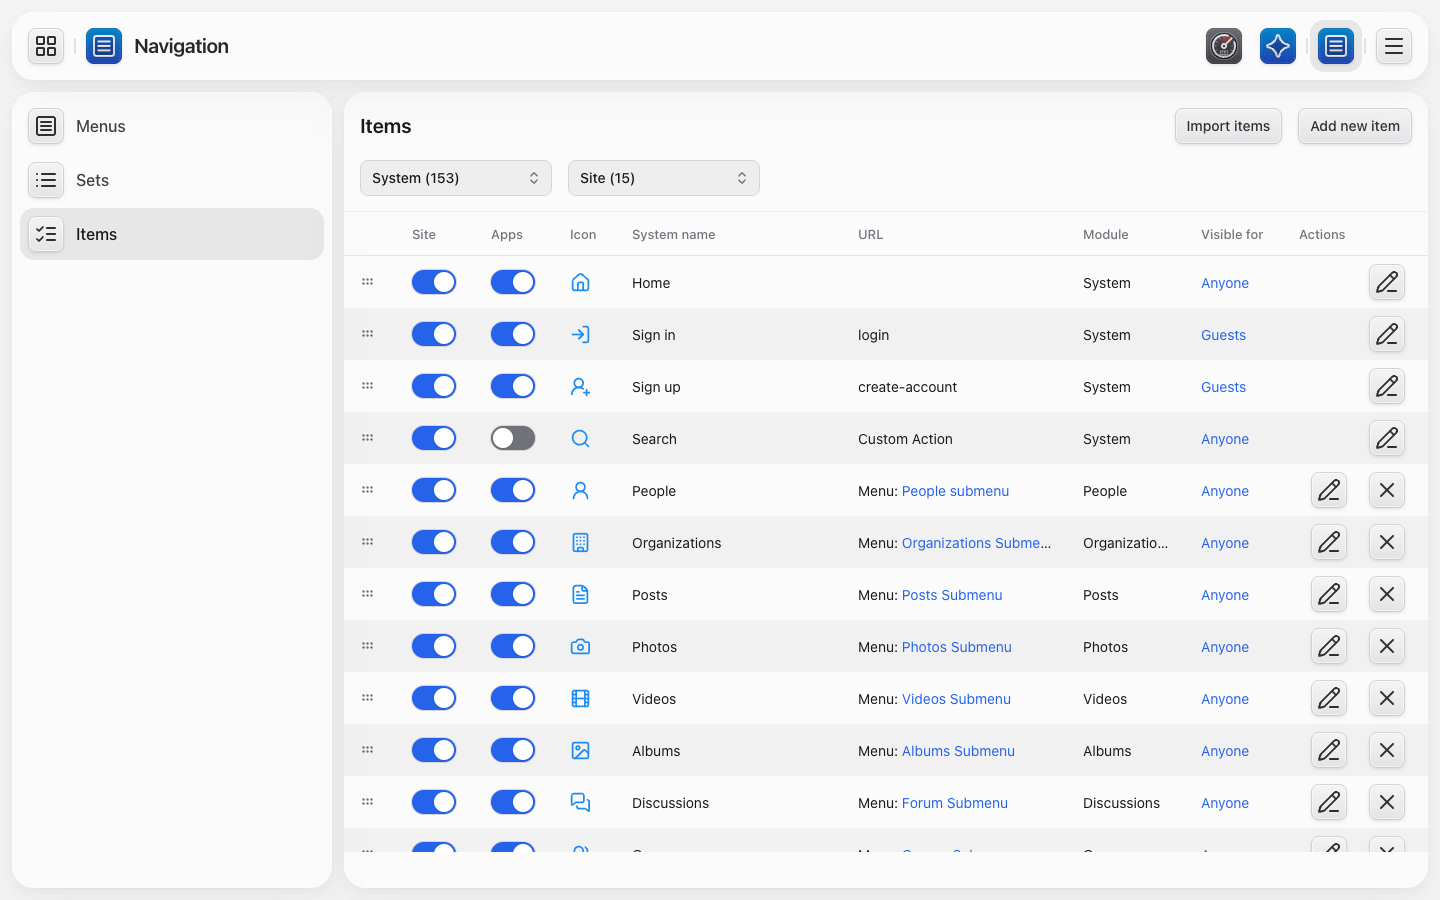 Navigation
Menus
Sets
Items
Items
Import items
Add new item
System (153)
Site (15)
Site Apps Icon System name URL Module Visible for Actions
Home System Anyone
Sign in login System Guests
Sign up create-account System Guests
Search Custom Action System Anyone
People Menu: People submenu People Anyone
Organizations Menu: Organizations Subme... Organizatio... Anyone
Posts Menu: Posts Submenu Posts Anyone
Photos Menu: Photos Submenu Photos Anyone
Videos Menu: Videos Submenu Videos Anyone
Albums Menu: Albums Submenu Albums Anyone
Discussions Menu: Forum Submenu Discussions Anyone